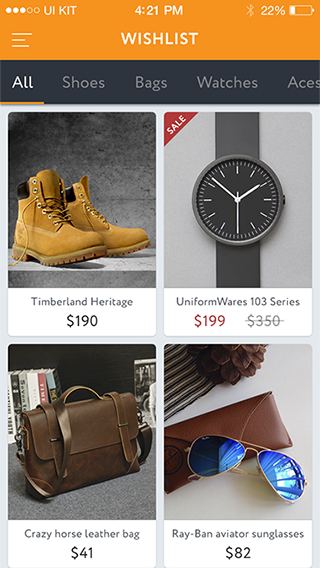 UI KIT 4:21 PM 22%
WISHLIST
All Shoes Bags Watches Aces
SALE
Timberland Heritage
$190
UniformWares 103 Series
$199 $350
Crazy horse leather bag
$41
Ray-Ban aviator sunglasses
$82